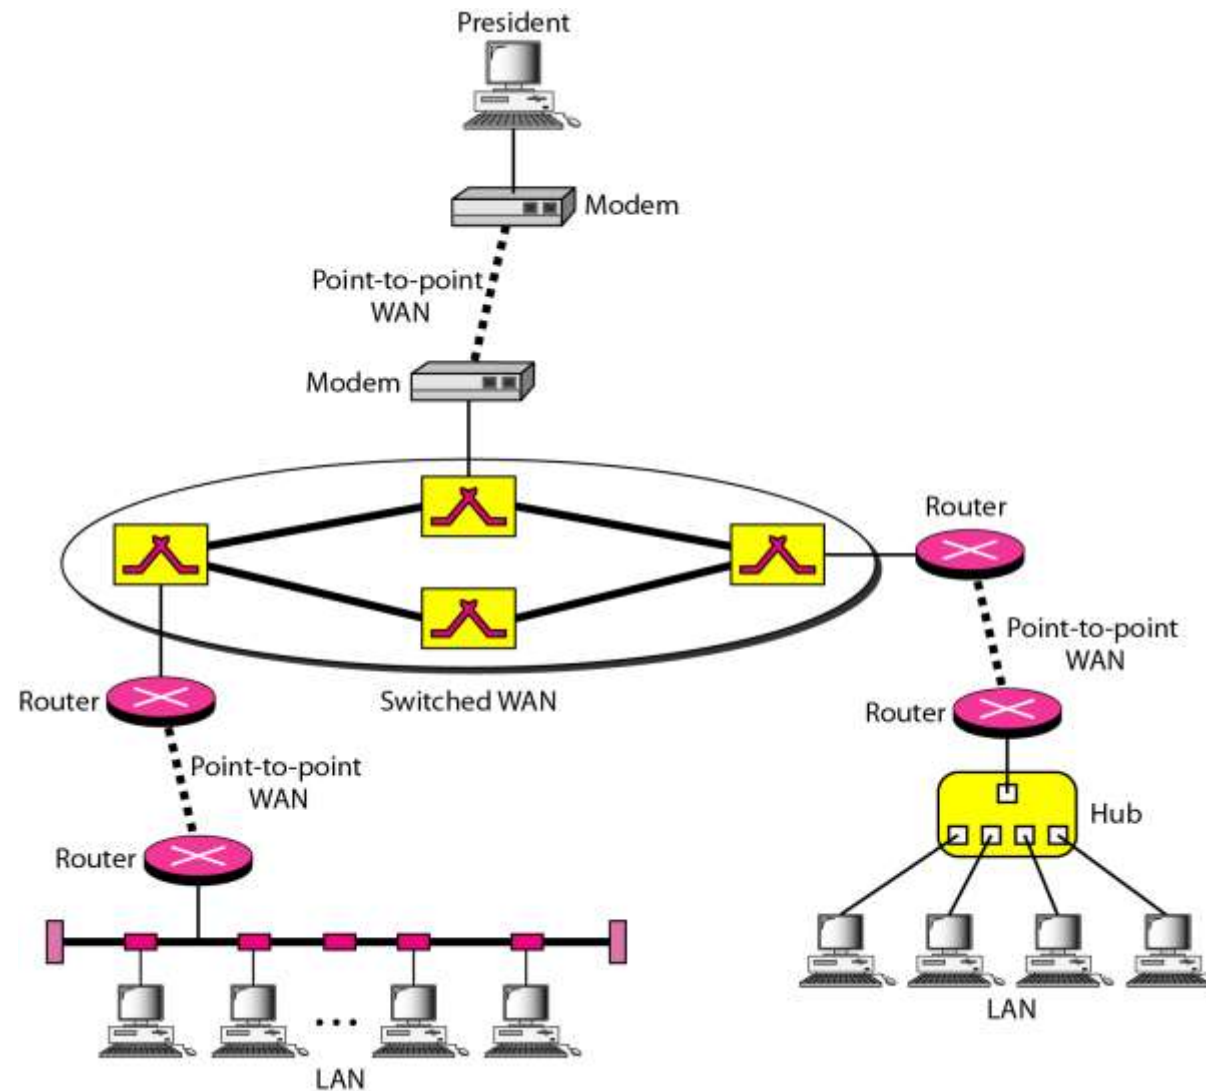 President
Modem
Point-to-point
WAN
Modem
Router
Point-to-point
WAN
Router
Switched WAN
Router
Point-to-point
WAN
Router
Hub
LAN
LAN